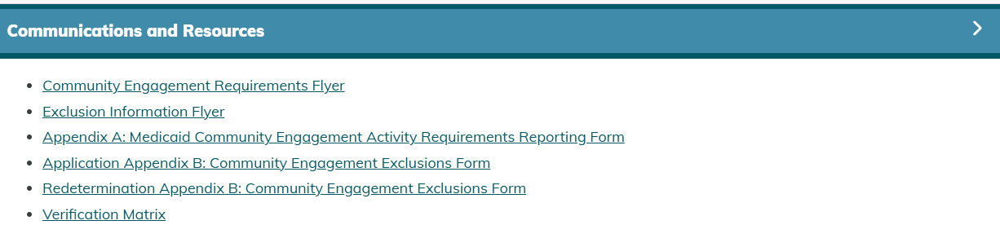 Communications and Resources
Community Engagement Requirements Flyer
Exclusion Information Flyer
Appendix A: Medicaid Community Engagement Activity Requirements Reporting Form
Application Appendix B: Community Engagement Exclusions Form
Redetermination Appendix B: Community Engagement Exclusions Form
Verification Matrix